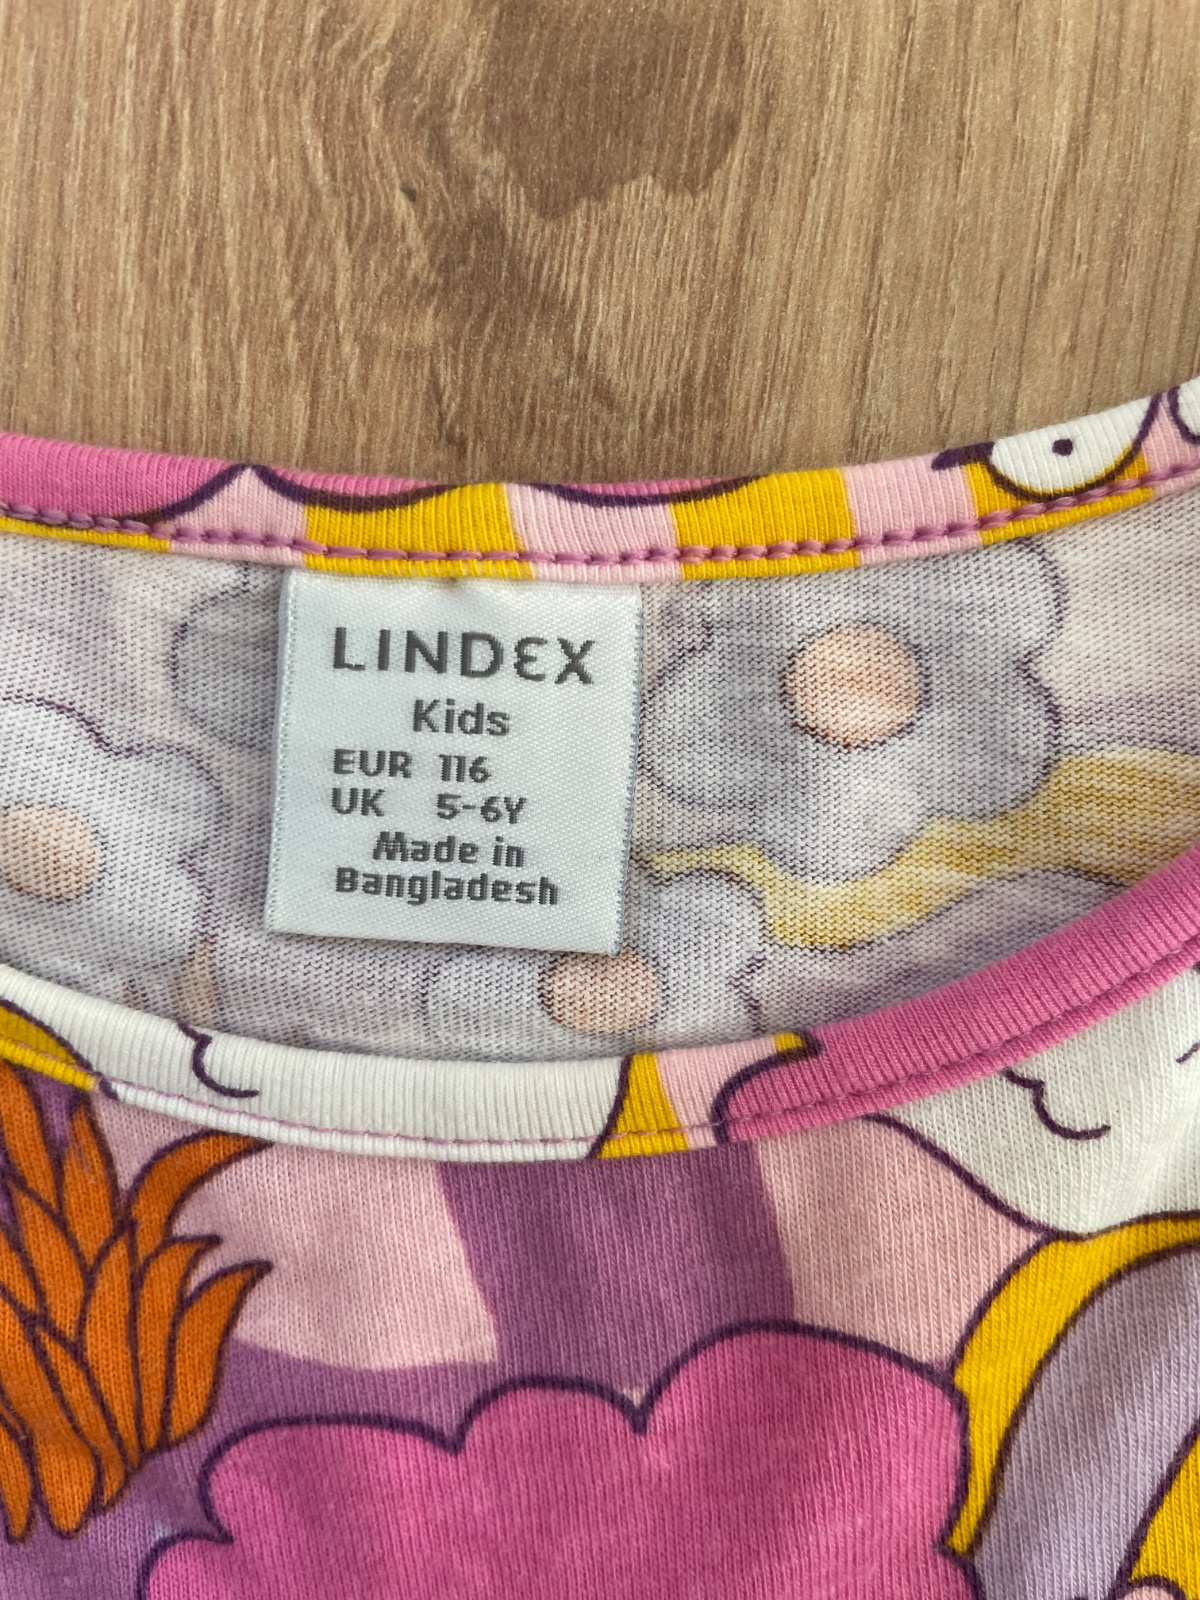 LINDEX
Kids
EUR 116
UK 5-6Y
Made in
Bangladesh